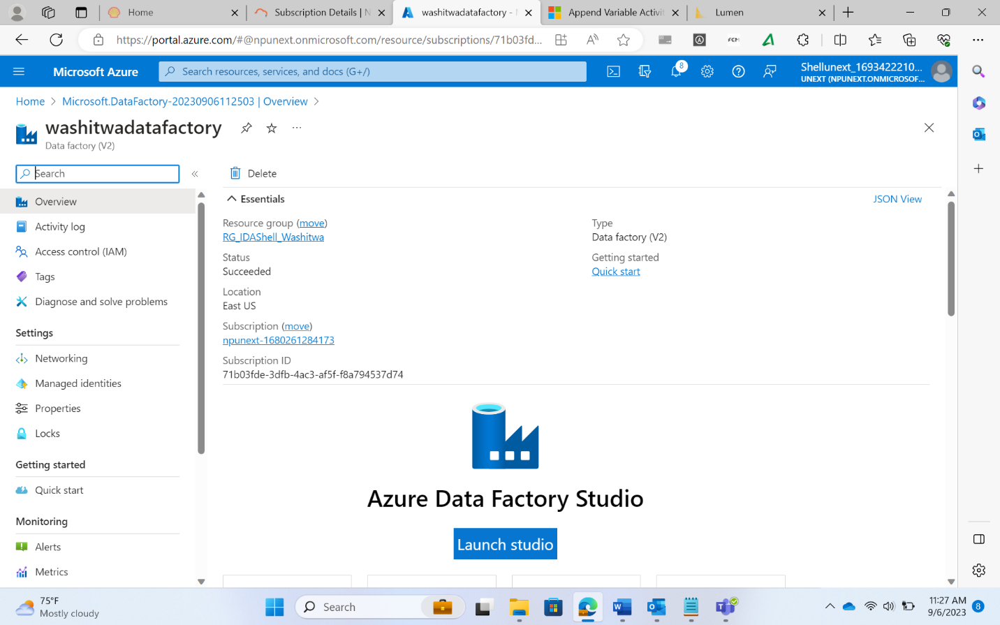 Home
Subscription Details | N
washitwadatafactory -
Append Variable Activi
Lumen
https://portal.azure.com/#@npunext.onmicrosoft.com/resource/subscriptions/71b03fd...
FCM
Microsoft Azure
Search resources, services, and docs (G+/)
8
Shellunext_1693422210...
UNEXT (NPUNEXT.ONMICROSOF...
Home > Microsoft.DataFactory-20230906112503 | Overview >
washitwadatafactory
Data factory (V2)
Search
Delete
Overview
Activity log
Access control (IAM)
Tags
Diagnose and solve problems
Settings
Networking
Managed identities
Properties
Locks
Getting started
Quick start
Monitoring
Alerts
Metrics
Essentials
JSON View
Resource group (move)
RG_IDAShell_Washitwa
Status
Succeeded
Location
East US
Subscription (move)
npunext-1680261284173
Subscription ID
71b03fde-3dfb-4ac3-af5f-f8a794537d74
Type
Data factory (V2)
Getting started
Quick start
Azure Data Factory Studio
Launch studio
75°F
Mostly cloudy
Search
11:27 AM
9/6/2023
8